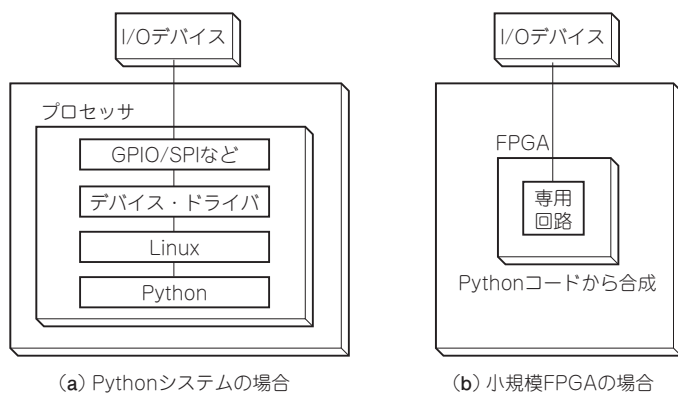 I/Oデバイス
プロセッサ
GPIO/SPIなど
デバイス・ドライバ
Linux
Python
(a) Pythonシステムの場合
I/Oデバイス
FPGA
専用
回路
Pythonコードから合成
(b) 小規模FPGAの場合